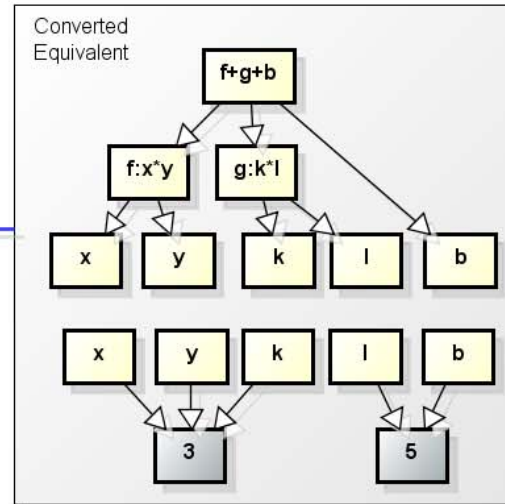 Converted
Equivalent
f+g+b
f:x*y
g:k*l
x
y
k
l
b
x
y
k
l
b
3
5